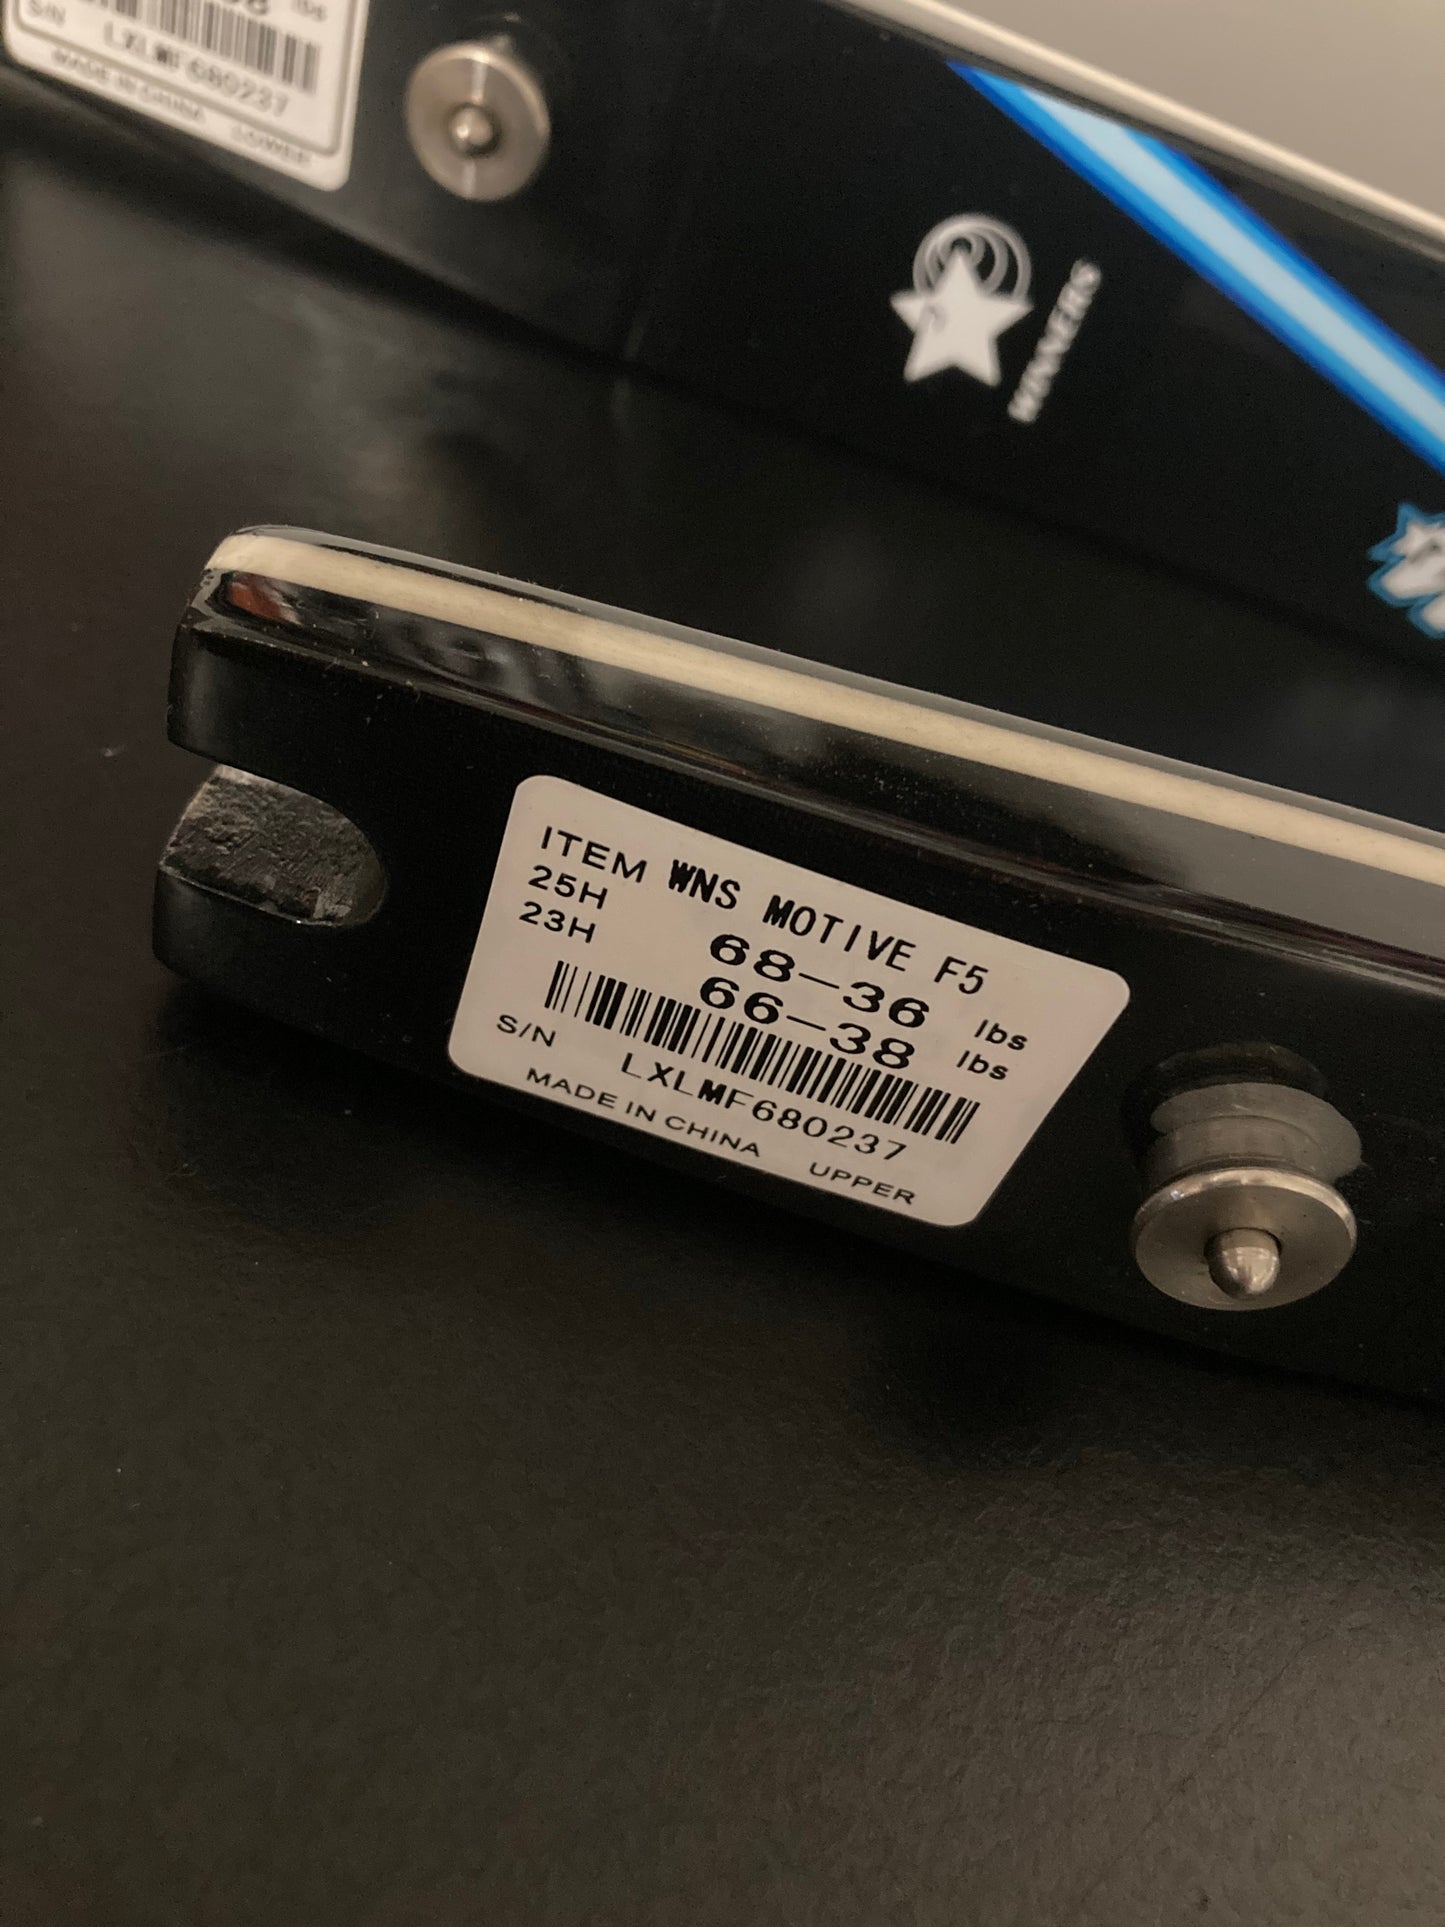 lbs
S/N
LXLMF680237
MADE IN CHINA LOWER
WINNERS
ITEM WNS MOTIVE F5
25H 68-36 lbs
23H 66-38 lbs
S/N LXLMF680237
MADE IN CHINA UPPER